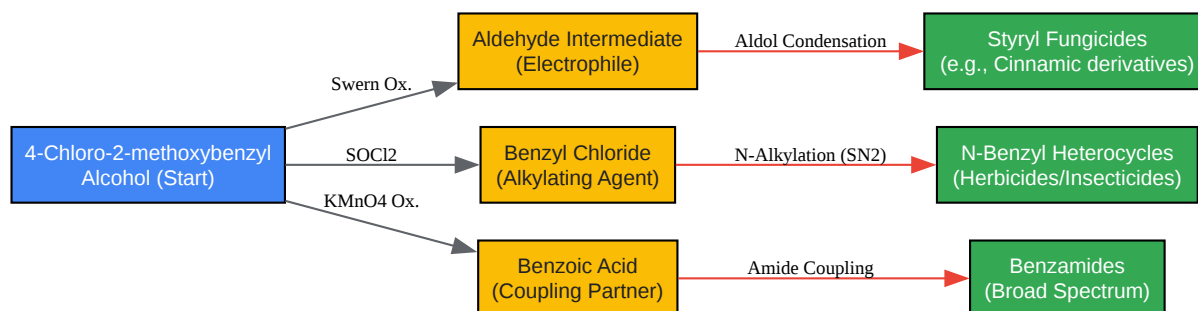 4-Chloro-2-methoxybenzyl
Alcohol (Start)
Swern Ox.
SOCl2
KMnO4 Ox.
Aldehyde Intermediate
(Electrophile)
Aldol Condensation
Styryl Fungicides
(e.g., Cinnamic derivatives)
Benzyl Chloride
(Alkylating Agent)
N-Alkylation (SN2)
N-Benzyl Heterocycles
(Herbicides/Insecticides)
Benzoic Acid
(Coupling Partner)
Amide Coupling
Benzamides
(Broad Spectrum)